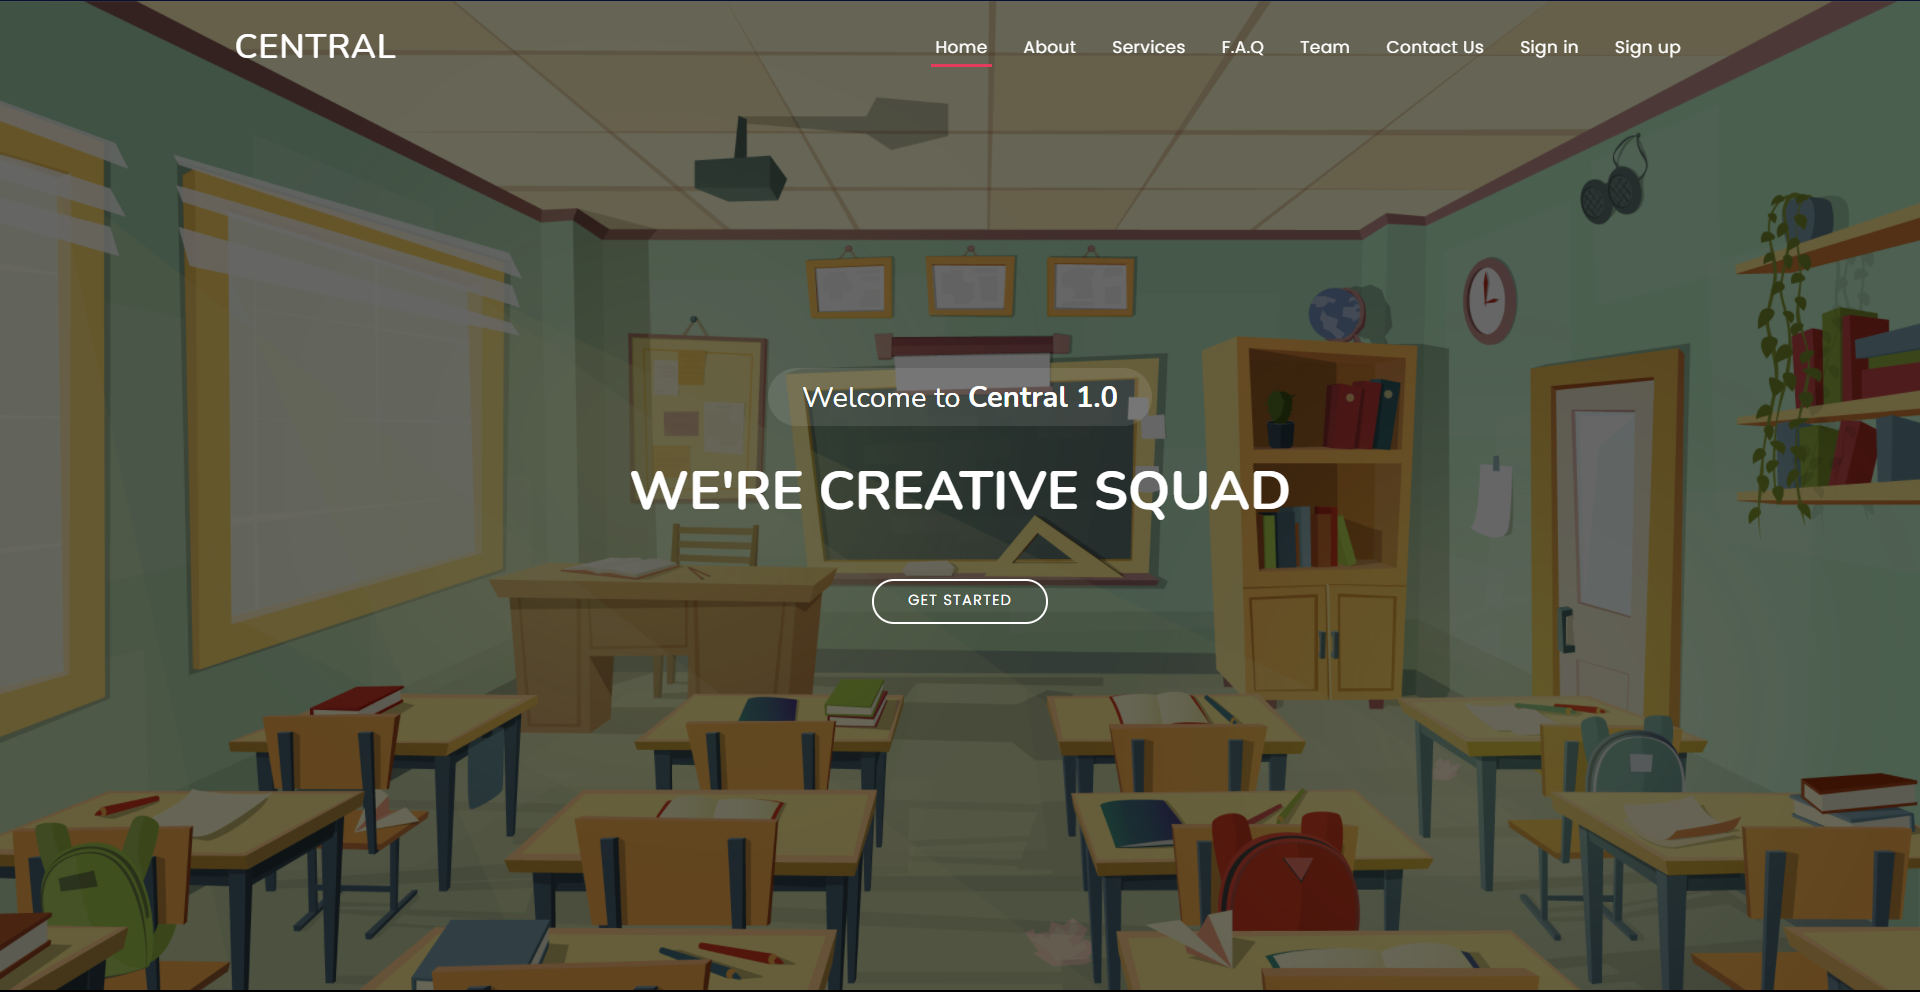 CENTRAL
Home About Services F.A.Q Team Contact Us Sign in Sign up
Welcome to Central 1.0
WE'RE CREATIVE SQUAD
GET STARTED